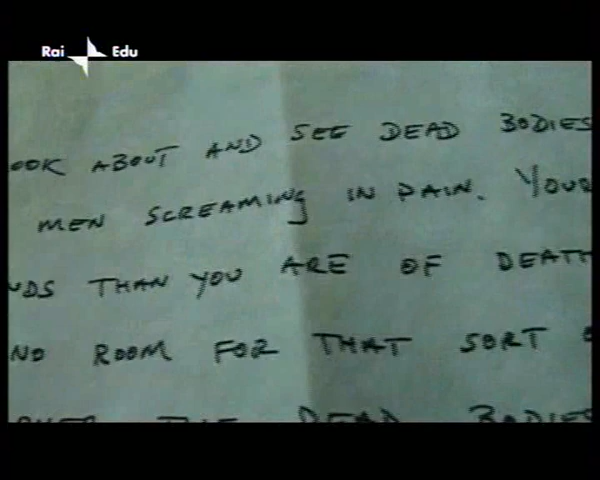 Rai Edu
OOK ABOUT AND SEE DEAD BODIES
MEN SCREAMING IN PAIN. YOUR
NDS THAN YOU ARE OF DEATH
NO ROOM FOR THAT SORT O
THE DEAD BODIES